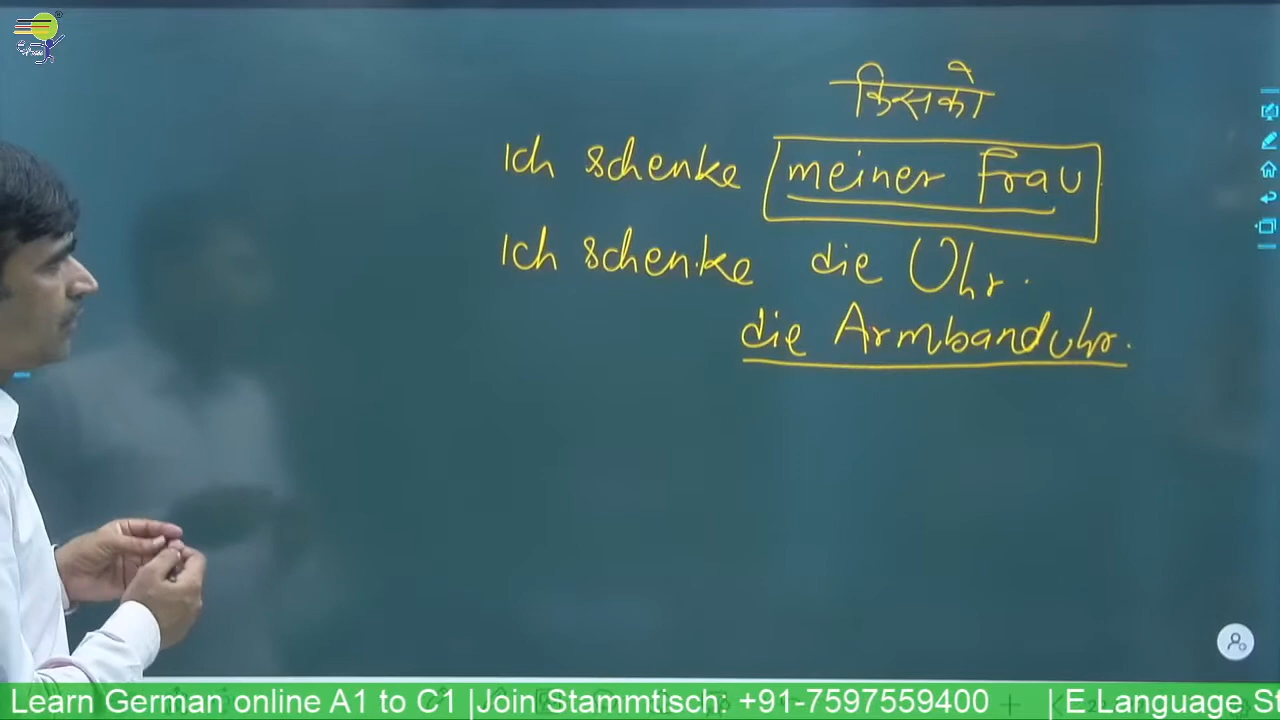 किसको
Ich schenke meiner Frau
Ich schenke die Uhr.
die Armbanduhr.
Learn German online A1 to C1 |Join Stammtisch: +91-7597559400 | E Language St